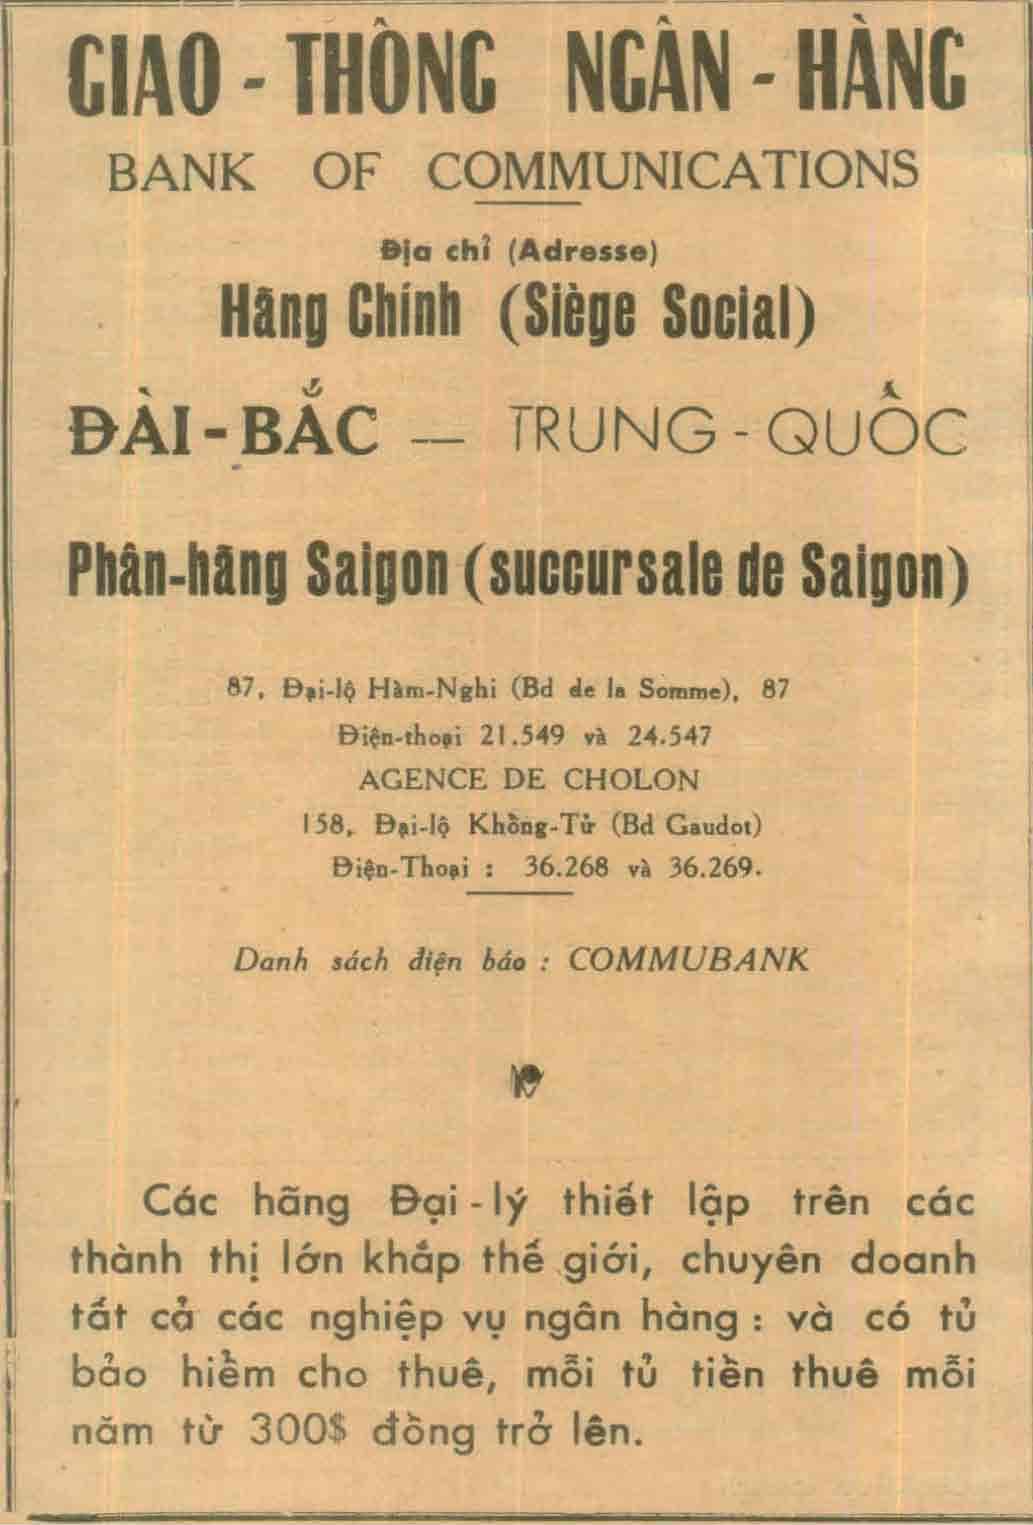 GIAO - THÔNG NGÂN - HÀNG
BANK OF COMMUNICATIONS
Địa chỉ (Adresse)
Hãng Chính (Siège Social)
ĐÀI - BẮC — TRUNG - QUỐC
Phân-hãng Saigon (succursale de Saigon)
87, Đại-lộ Hàm-Nghi (Bd de la Somme), 87
Điện-thoại 21.549 và 24.547
AGENCE DE CHOLON
158, Đại-lộ Khổng-Tử (Bd Gaudot)
Điện-Thoại : 36.268 và 36.269.
Danh sách điện báo : COMMUBANK
Các hãng Đại - lý thiết lập trên các
thành thị lớn khắp thế giới, chuyên doanh
tất cả các nghiệp vụ ngân hàng : và có tủ
bảo hiểm cho thuê, mỗi tủ tiền thuê mỗi
năm từ 300$ đồng trở lên.